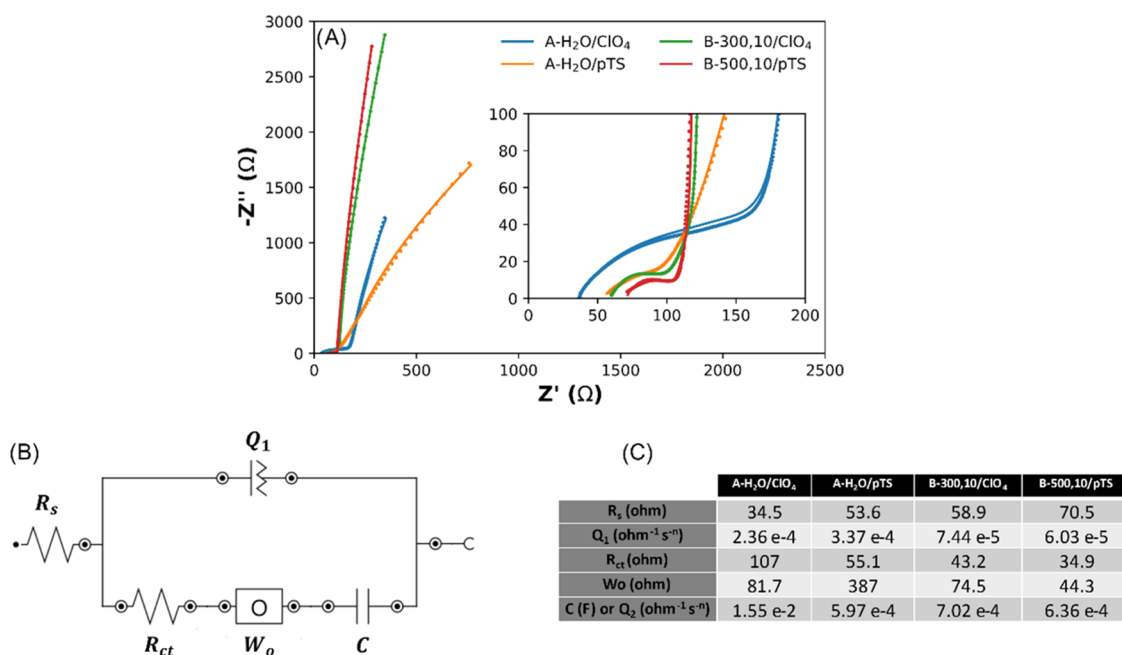 (A)
A-H₂O/ClO₄
B-300,10/ClO₄
A-H₂O/pTS
B-500,10/pTS
3000
2500
2000
1500
1000
500
0
-Z'' (Ω)
100
80
60
40
20
0
0 50 100 150 200
0 500 1000 1500 2000 2500
Z' (Ω)
(B)
Q₁
Rₛ
O
R_ct
Wₒ
C
(C)
A-H₂O/ClO₄ A-H₂O/pTS B-300,10/ClO₄ B-500,10/pTS
Rₛ (ohm) 34.5 53.6 58.9 70.5
Q₁ (ohm⁻¹ s⁻ⁿ) 2.36 e-4 3.37 e-4 7.44 e-5 6.03 e-5
R_ct (ohm) 107 55.1 43.2 34.9
Wo (ohm) 81.7 387 74.5 44.3
C (F) or Q₂ (ohm⁻¹ s⁻ⁿ) 1.55 e-2 5.97 e-4 7.02 e-4 6.36 e-4